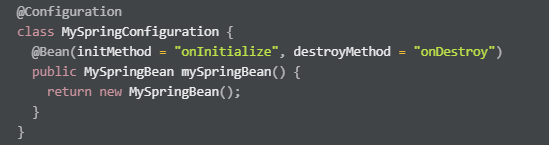 @Configuration
class MySpringConfiguration {
  @Bean(initMethod = "onInitialize", destroyMethod = "onDestroy")
  public MySpringBean mySpringBean() {
    return new MySpringBean();
  }
}